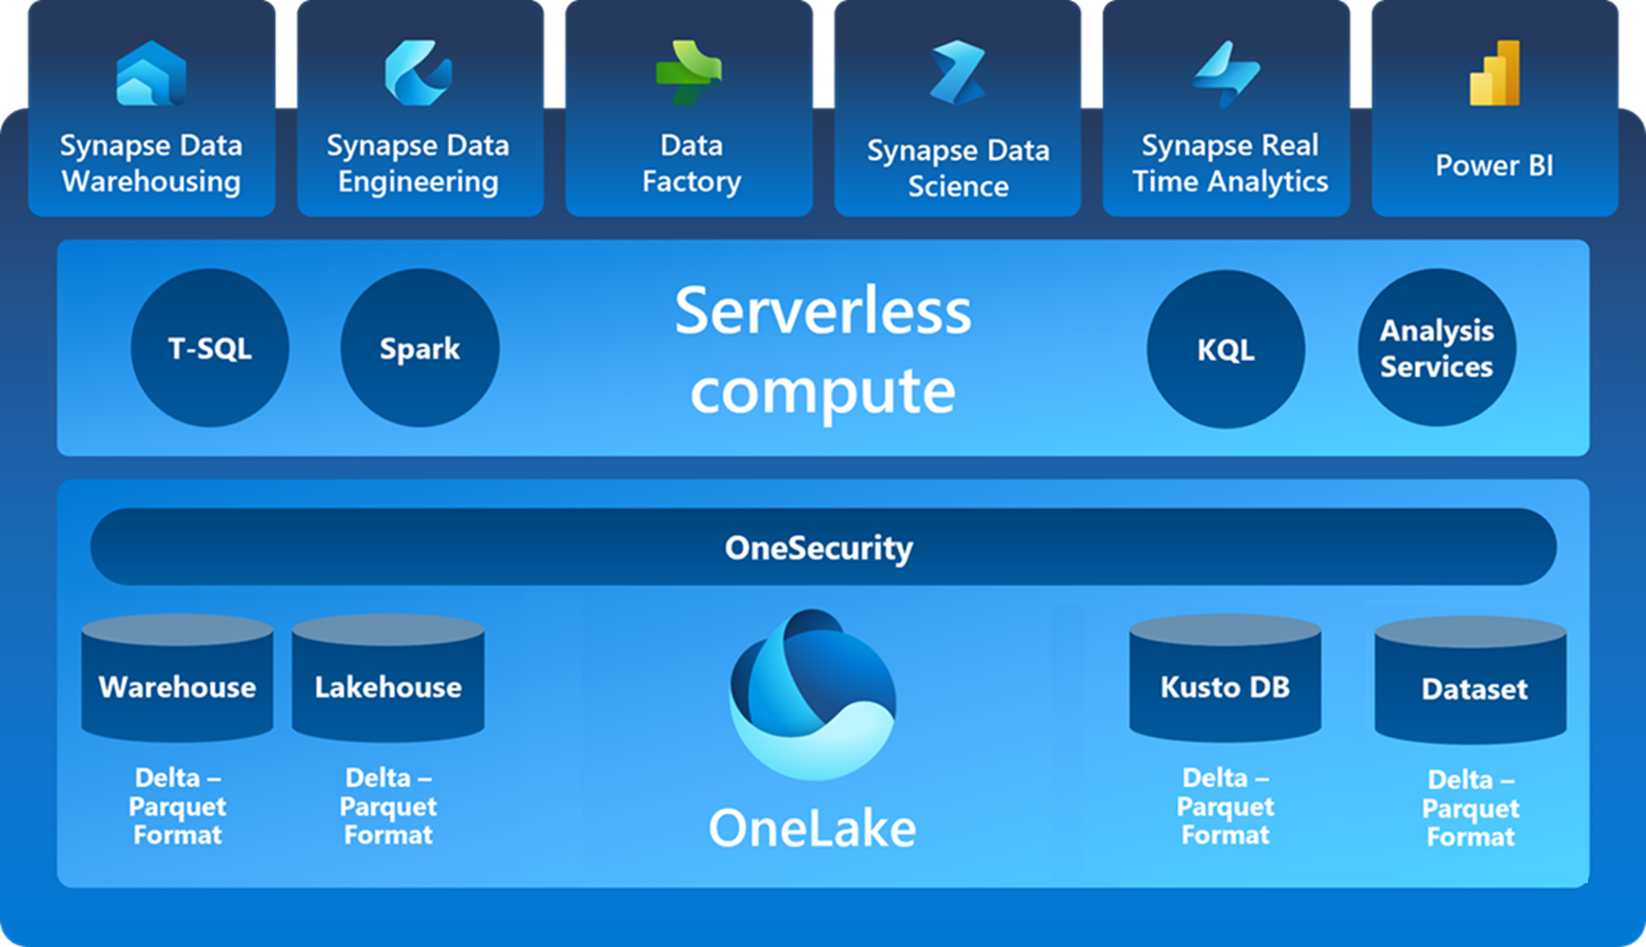 Synapse Data
Warehousing
Synapse Data
Engineering
Data
Factory
Synapse Data
Science
Synapse Real
Time Analytics
Power BI
T-SQL
Spark
Serverless
compute
KQL
Analysis
Services
OneSecurity
Warehouse
Delta –
Parquet
Format
Lakehouse
Delta –
Parquet
Format
OneLake
Kusto DB
Delta –
Parquet
Format
Dataset
Delta –
Parquet
Format